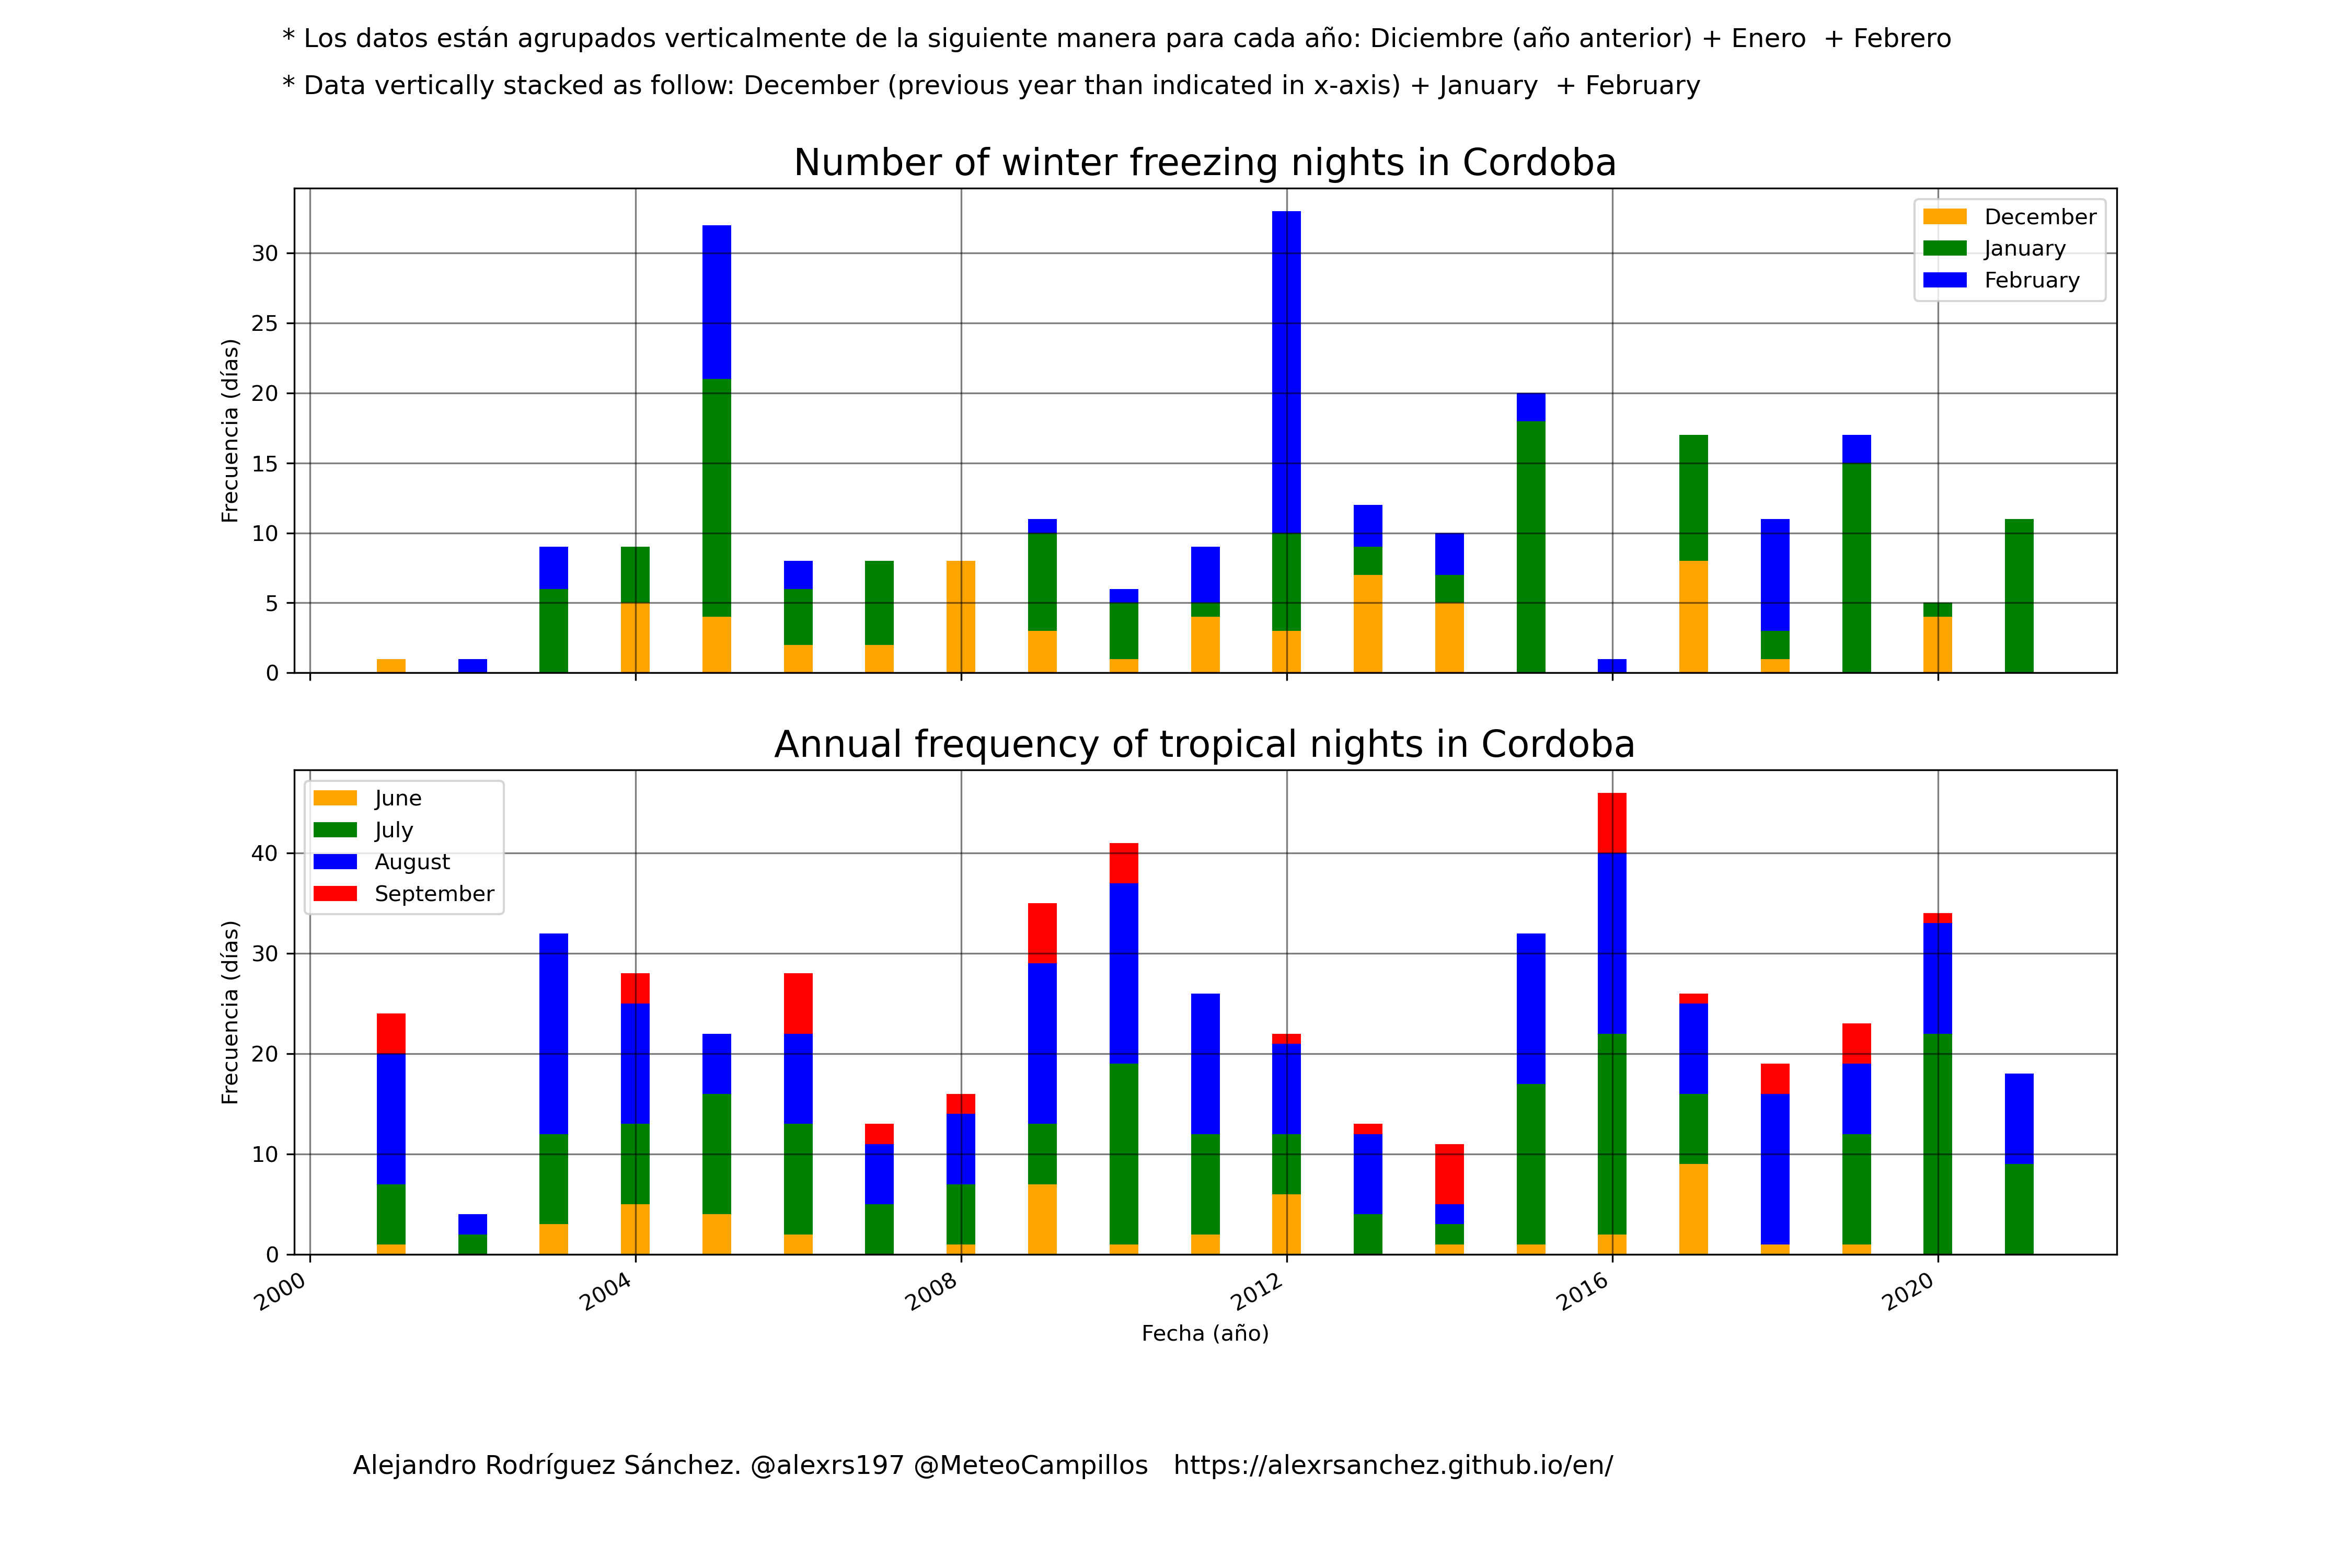 * Los datos están agrupados verticalmente de la siguiente manera para cada año: Diciembre (año anterior) + Enero  + Febrero
* Data vertically stacked as follow: December (previous year than indicated in x-axis) + January  + February
Number of winter freezing nights in Cordoba
Frecuencia (días)
30
25
20
15
10
5
0
December
January
February
Annual frequency of tropical nights in Cordoba
Frecuencia (días)
40
30
20
10
0
June
July
August
September
2000
2004
2008
2012
2016
2020
Fecha (año)
Alejandro Rodríguez Sánchez. @alexrs197 @MeteoCampillos   https://alexrsanchez.github.io/en/